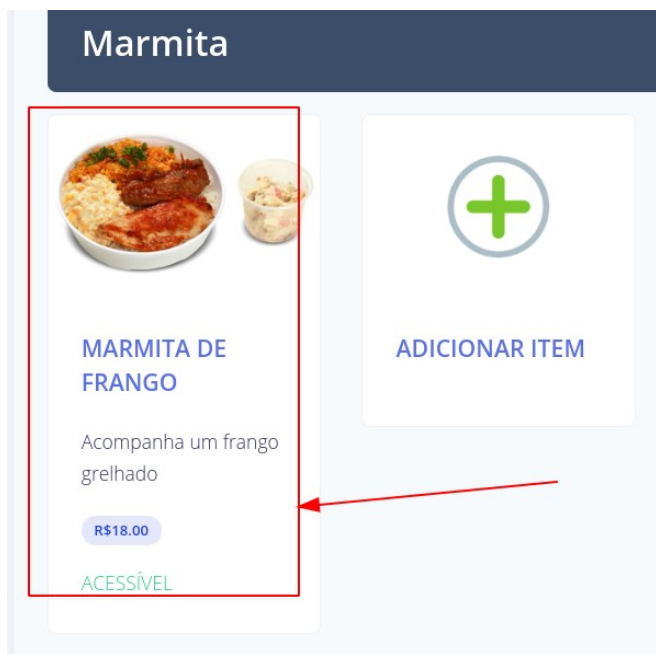 Marmita
MARMITA DE
FRANGO
Acompanha um frango
grelhado
R$18.00
ACESSÍVEL
ADICIONAR ITEM